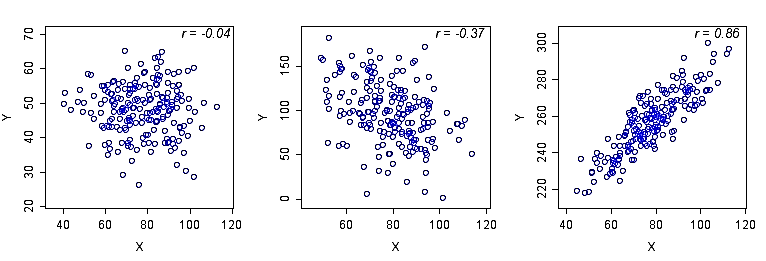 r = -0.04
70
60
50
40
30
20
Y
40 60 80 100 120
X
r = -0.37
150
100
50
0
Y
60 80 100 120
X
r = 0.86
300
280
260
240
220
Y
40 60 80 100 120
X